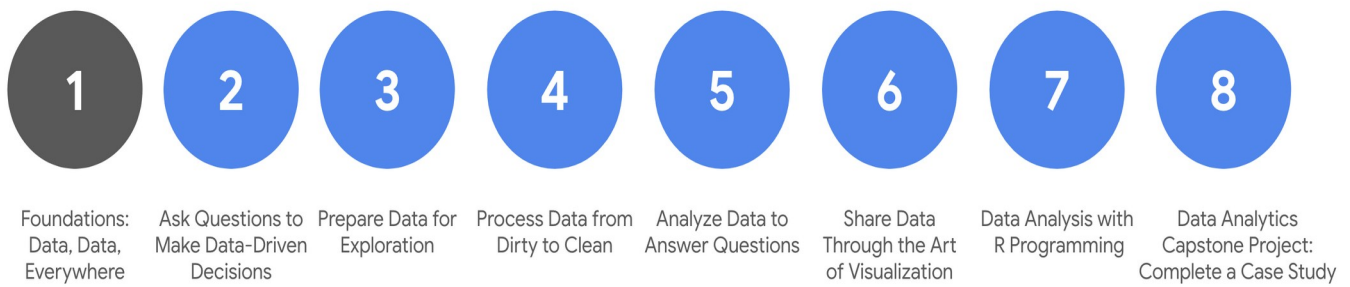 1
2
3
4
5
6
7
8
Foundations:
Data, Data,
Everywhere
Ask Questions to
Make Data-Driven
Decisions
Prepare Data for
Exploration
Process Data from
Dirty to Clean
Analyze Data to
Answer Questions
Share Data
Through the Art
of Visualization
Data Analysis with
R Programming
Data Analytics
Capstone Project:
Complete a Case Study